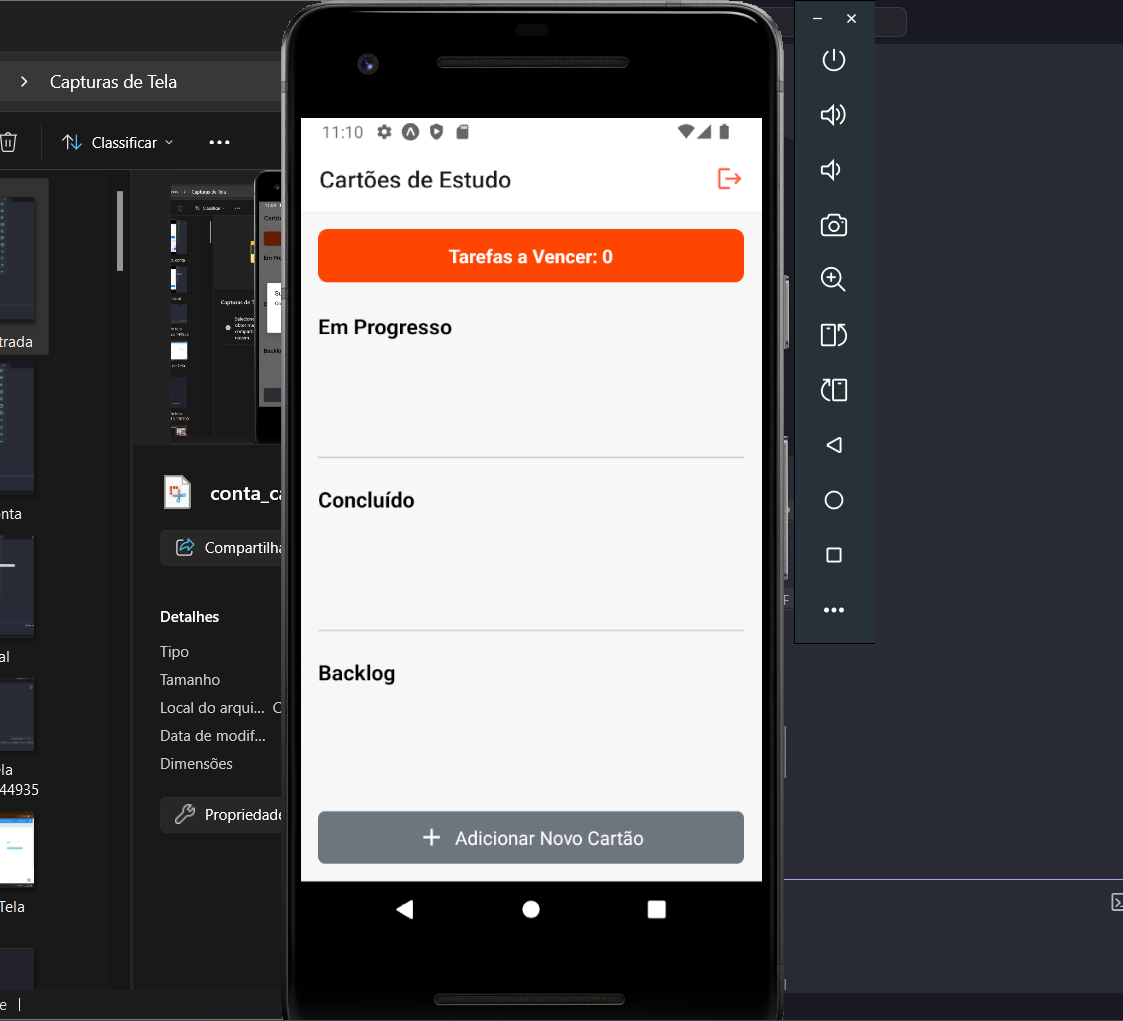 Capturas de Tela
Classificar
trada
nta
al
ela
44935
Tela
e
conta_ca
Compartilha
Detalhes
Tipo
Tamanho
Local do arqui... C
Data de modif...
Dimensões
Propriedade
11:10
Cartões de Estudo
Tarefas a Vencer: 0
Em Progresso
Concluído
Backlog
Adicionar Novo Cartão
F